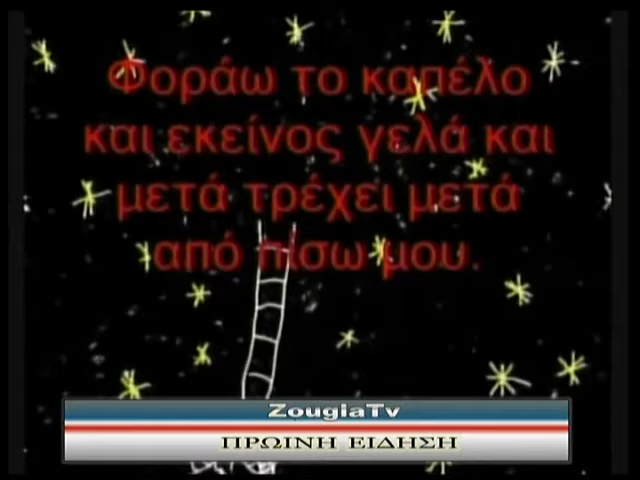 Φοράω το καπέλο
και εκείνος γελά και
μετά τρέχει μετά
από πίσω μου.
ZougiaTv
ΠΡΩΙΝΗ ΕΙΔΗΣΗ